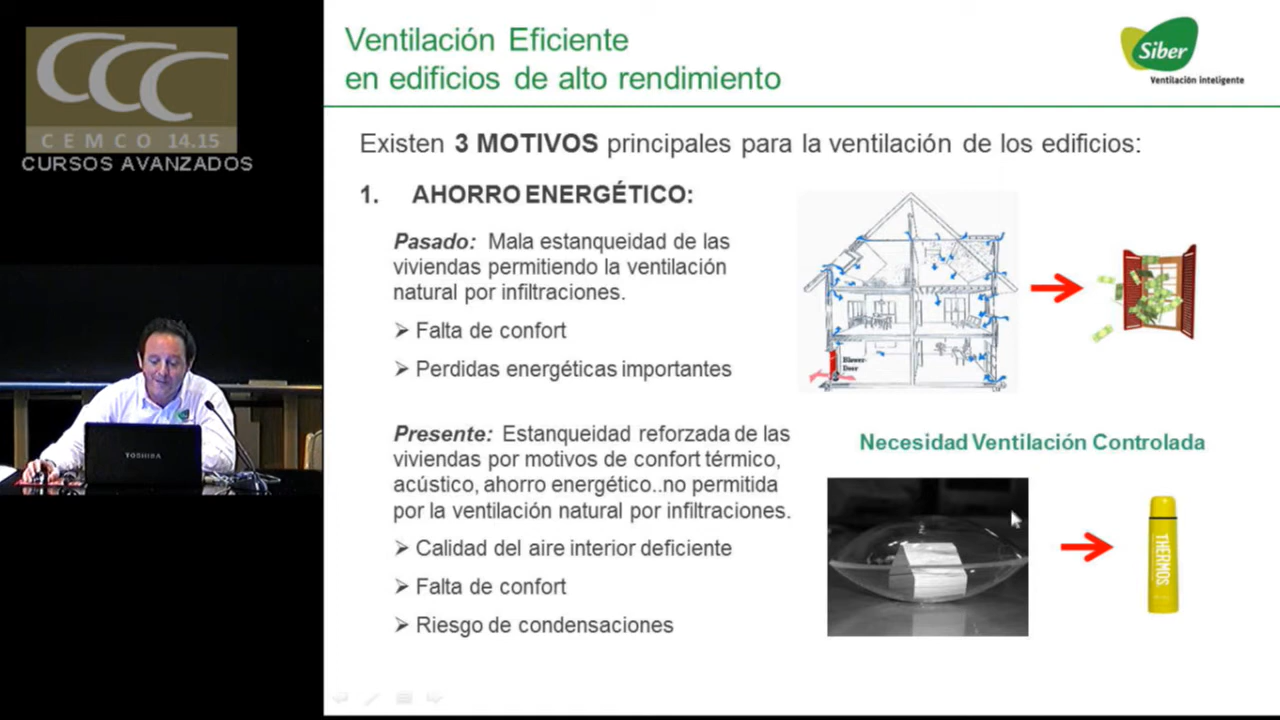 CCC
CEMCO 14.15
CURSOS AVANZADOS
TOSHIBA
Ventilación Eficiente
en edificios de alto rendimiento
Siber
Ventilación inteligente
Existen 3 MOTIVOS principales para la ventilación de los edificios:
1. AHORRO ENERGÉTICO:
Pasado: Mala estanqueidad de las
viviendas permitiendo la ventilación
natural por infiltraciones.
➢ Falta de confort
➢ Perdidas energéticas importantes
Blower-
Door
Presente: Estanqueidad reforzada de las
viviendas por motivos de confort térmico,
acústico, ahorro energético..no permitida
por la ventilación natural por infiltraciones.
➢ Calidad del aire interior deficiente
➢ Falta de confort
➢ Riesgo de condensaciones
Necesidad Ventilación Controlada
THERMOS